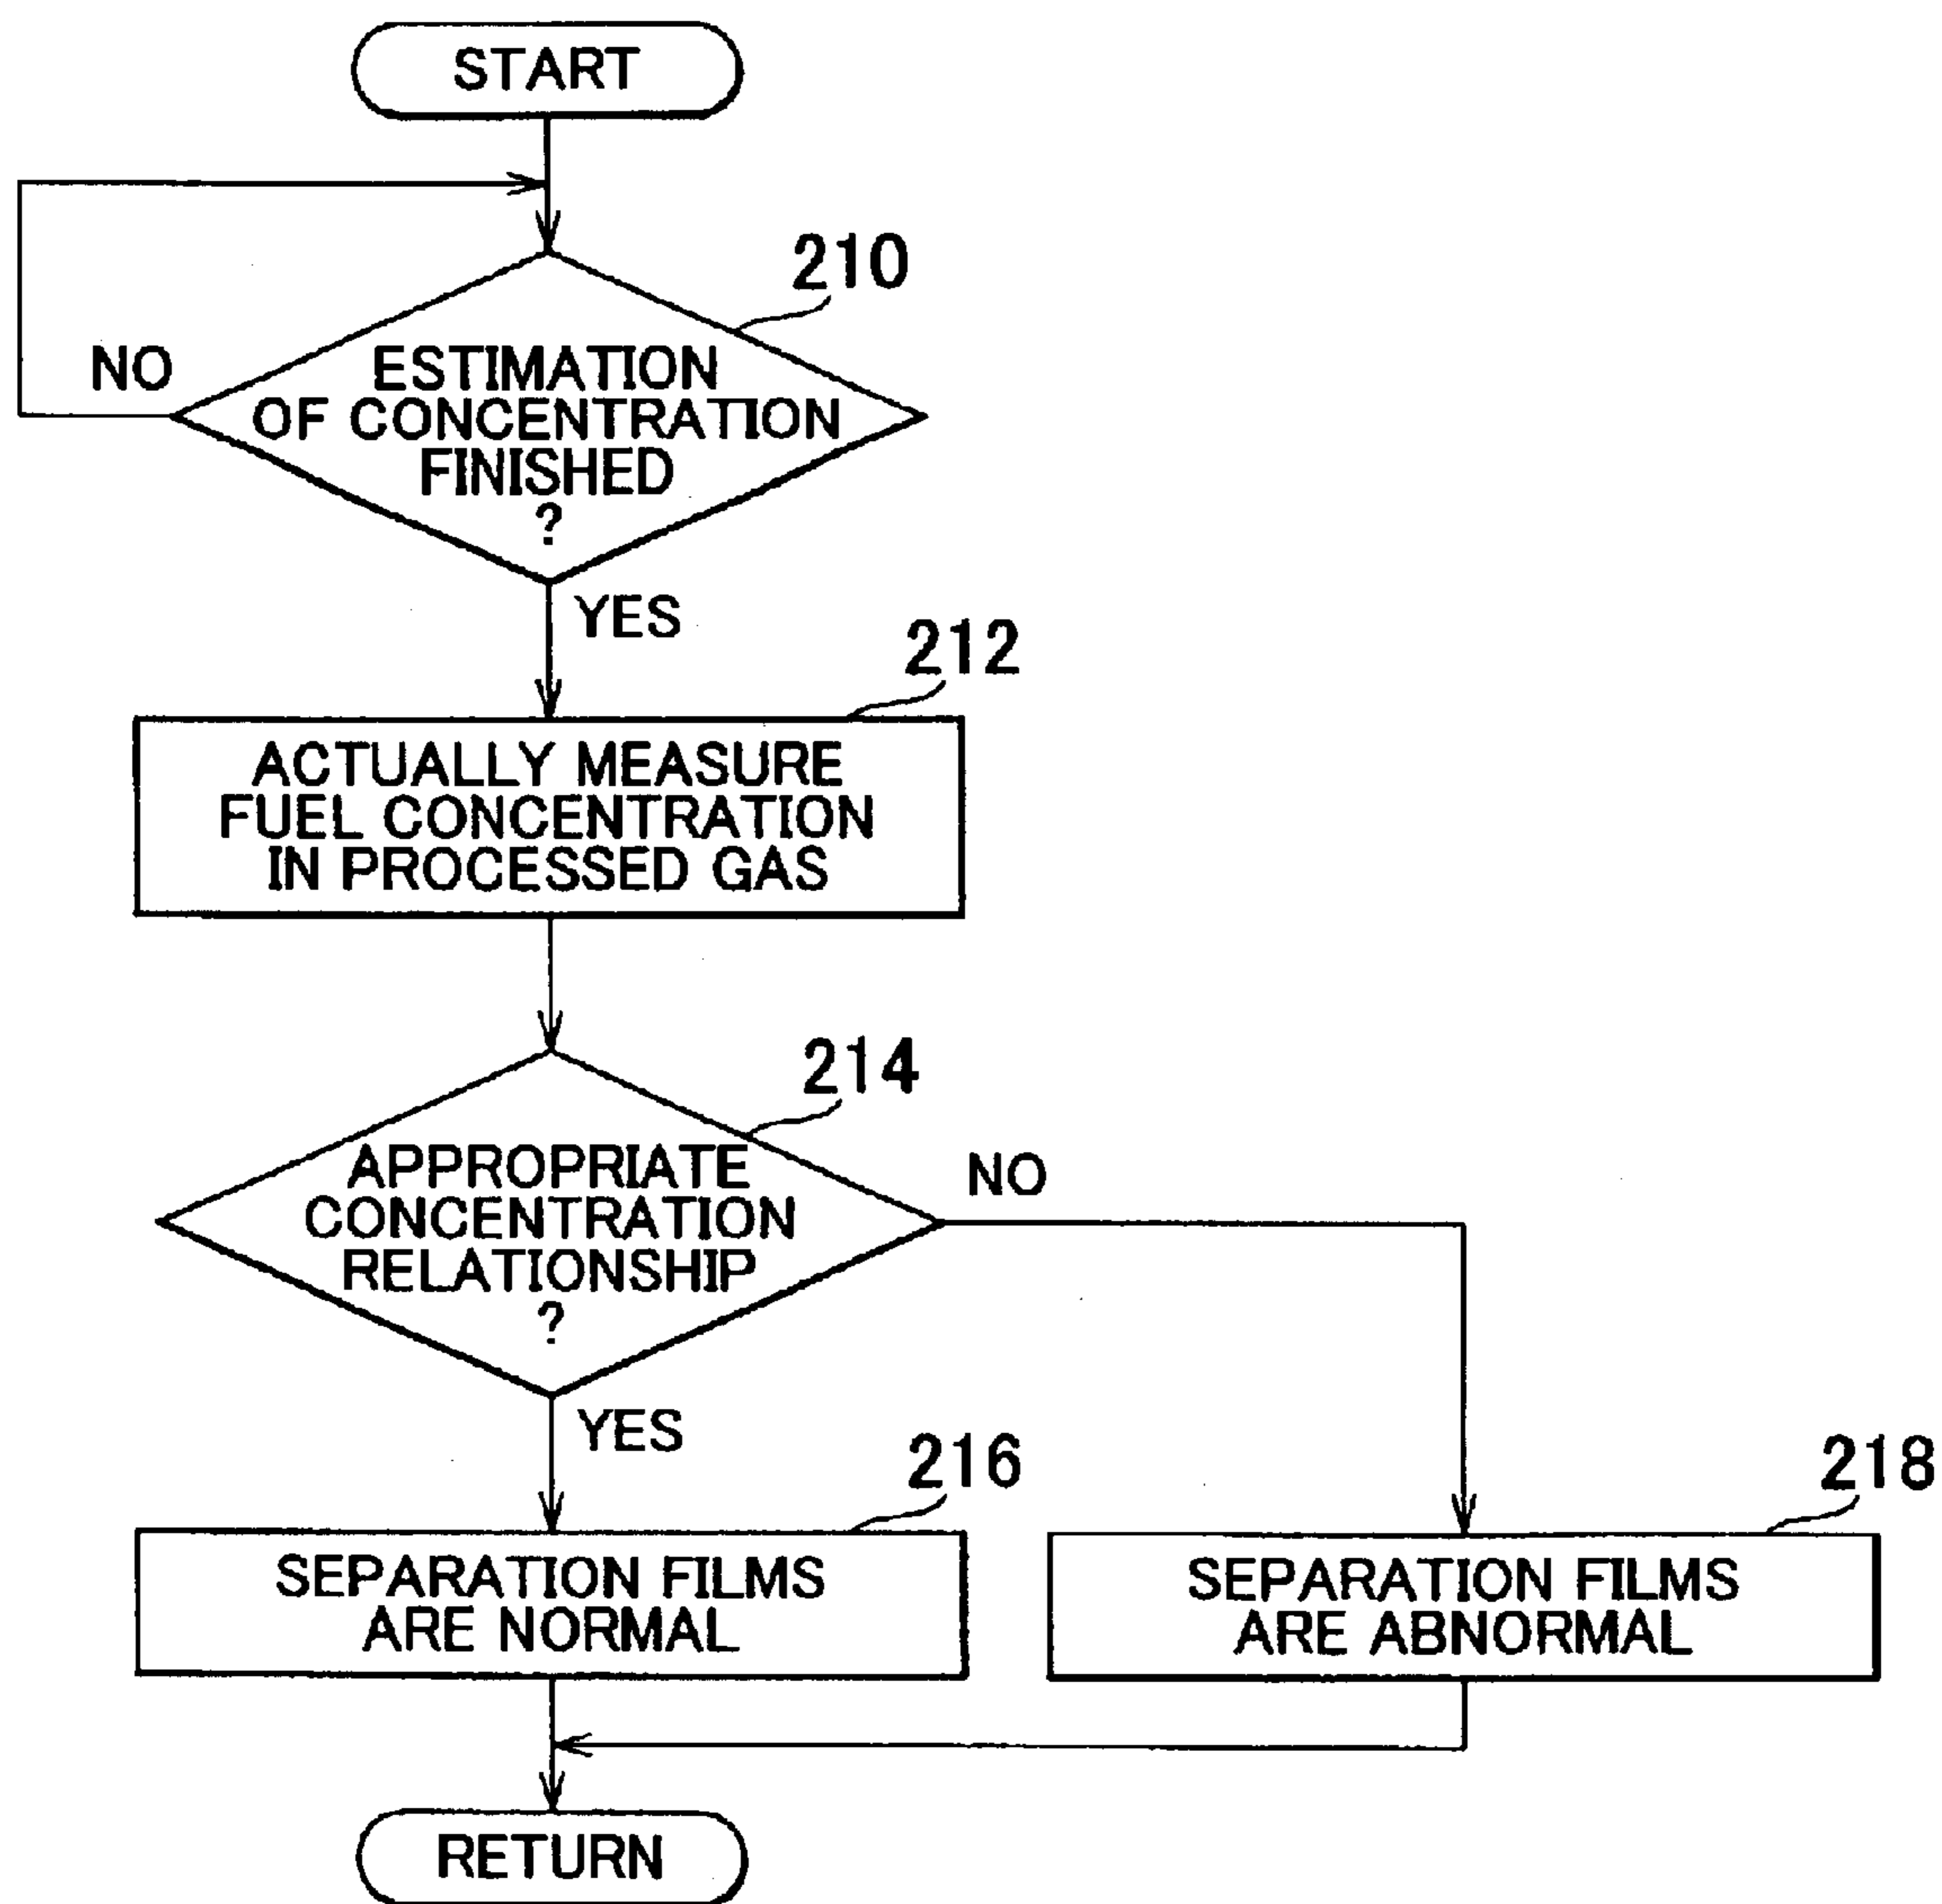 START
210
NO
ESTIMATION
OF CONCENTRATION
FINISHED
?
YES
212
ACTUALLY MEASURE
FUEL CONCENTRATION
IN PROCESSED GAS
214
APPROPRIATE
CONCENTRATION
RELATIONSHIP
?
NO
YES
216
SEPARATION FILMS
ARE NORMAL
218
SEPARATION FILMS
ARE ABNORMAL
RETURN